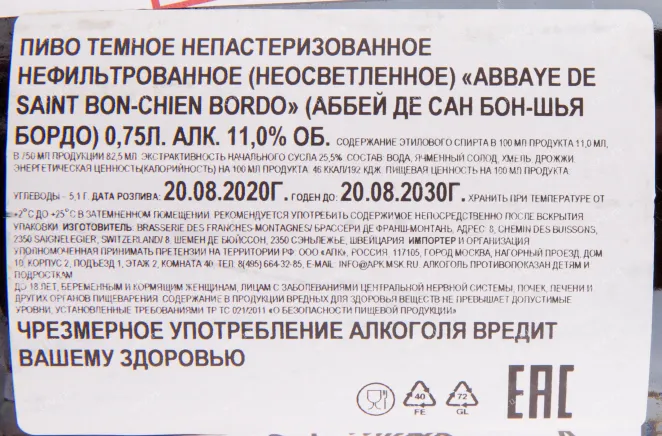 ПИВО ТЕМНОЕ НЕПАСТЕРИЗОВАННОЕ
НЕФИЛЬТРОВАННОЕ (НЕОСВЕТЛЕННОЕ) «ABBAYE DE
SAINT BON-CHIEN BORDO» (АББЕЙ ДЕ САН БОН-ШЬЯ
БОРДО) 0,75Л. АЛК. 11,0% ОБ. СОДЕРЖАНИЕ ЭТИЛОВОГО СПИРТА В 100 МЛ ПРОДУКТА 11,0 МЛ,
В 750 МЛ ПРОДУКЦИИ 82,5 МЛ. ЭКСТРАКТИВНОСТЬ НАЧАЛЬНОГО СУСЛА 25,5% СОСТАВ: ВОДА, ЯЧМЕННЫЙ СОЛОД, ХМЕЛЬ, ДРОЖЖИ.
ЭНЕРГЕТИЧЕСКАЯ ЦЕННОСТЬ(КАЛОРИЙНОСТЬ) НА 100 МЛ ПРОДУКТА: 46 ККАЛ/192 КДЖ. ПИЩЕВАЯ ЦЕННОСТЬ НА 100 МЛ ПРОДУКТА:
УГЛЕВОДЫ – 5,1 Г. ДАТА РОЗЛИВА: 20.08.2020Г. ГОДЕН ДО: 20.08.2030Г. ХРАНИТЬ ПРИ ТЕМПЕРАТУРЕ ОТ
+2°С ДО +25°С В ЗАТЕМНЕННОМ ПОМЕЩЕНИИ. РЕКОМЕНДУЕТСЯ УПОТРЕБИТЬ СОДЕРЖИМОЕ НЕПОСРЕДСТВЕННО ПОСЛЕ ВСКРЫТИЯ
УПАКОВКИ. ИЗГОТОВИТЕЛЬ: BRASSERIE DES FRANCHES-MONTAGNES/ БРАССЕРИ ДЕ ФРАНШ-МОНТАНЬ, АДРЕС: 8, CHEMIN DES BUISSONS,
2350 SAIGNELEGIER, SWITZERLAND/ 8, ШЕМЕН ДЕ БЮЙССОН, 2350 СЭНЬЛЕЖЬЕ, ШВЕЙЦАРИЯ. ИМПОРТЕР И ОРГАНИЗАЦИЯ
УПОЛНОМОЧЕННАЯ ПРИНИМАТЬ ПРЕТЕНЗИИ НА ТЕРРИТОРИИ РФ: ООО «АПК», РОССИЯ, 117105, ГОРОД МОСКВА, НАГОРНЫЙ ПРОЕЗД, ДОМ
10, КОРПУС 2, ПОДЪЕЗД 1, ЭТАЖ 2, КОМНАТА 40. ТЕЛ. 8(495) 664-32-85, E-MAIL: INFO@APK.MSK.RU. АЛКОГОЛЬ ПРОТИВОПОКАЗАН ДЕТЯМ И
ПОДРОСТКАМ
ДО 18 ЛЕТ, БЕРЕМЕННЫМ И КОРМЯЩИМ ЖЕНЩИНАМ, ЛИЦАМ С ЗАБОЛЕВАНИЯМИ ЦЕНТРАЛЬНОЙ НЕРВНОЙ СИСТЕМЫ, ПОЧЕК, ПЕЧЕНИ И
ДРУГИХ ОРГАНОВ ПИЩЕВАРЕНИЯ. СОДЕРЖАНИЕ В ПРОДУКЦИИ ВРЕДНЫХ ДЛЯ ЗДОРОВЬЯ ВЕЩЕСТВ НЕ ПРЕВЫШАЕТ ДОПУСТИМЫЕ
УРОВНИ, УСТАНОВЛЕННЫЕ ТРЕБОВАНИЯМИ ТР ТС 021/2011 «О БЕЗОПАСНОСТИ ПИЩЕВОЙ ПРОДУКЦИИ»
ЧРЕЗМЕРНОЕ УПОТРЕБЛЕНИЕ АЛКОГОЛЯ ВРЕДИТ
ВАШЕМУ ЗДОРОВЬЮ
40 72
FE GL
EAC